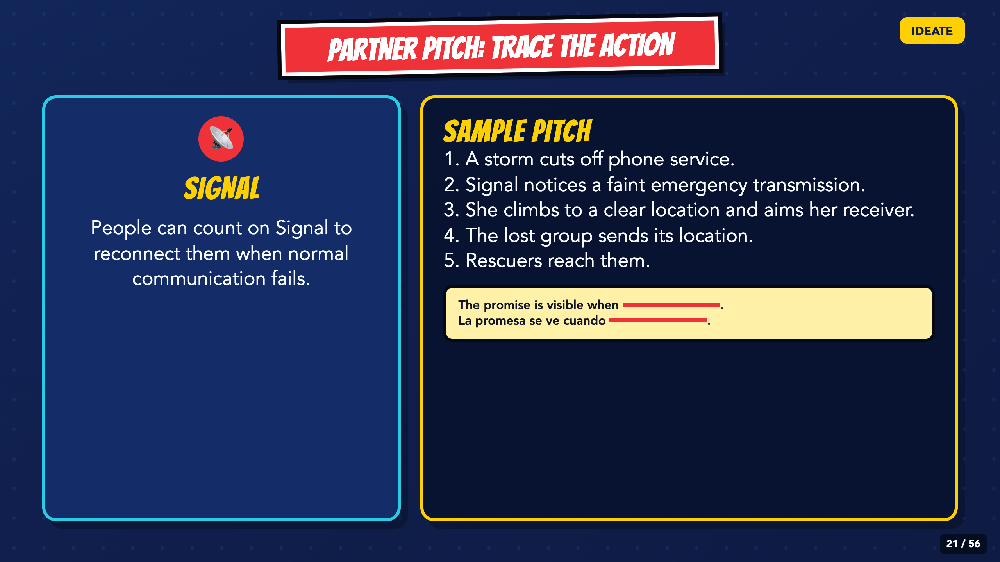 PARTNER PITCH: TRACE THE ACTION
IDEATE
SIGNAL
People can count on Signal to
reconnect them when normal
communication fails.
SAMPLE PITCH
1. A storm cuts off phone service.
2. Signal notices a faint emergency transmission.
3. She climbs to a clear location and aims her receiver.
4. The lost group sends its location.
5. Rescuers reach them.
The promise is visible when ________.
La promesa se ve cuando ________.
21 / 56